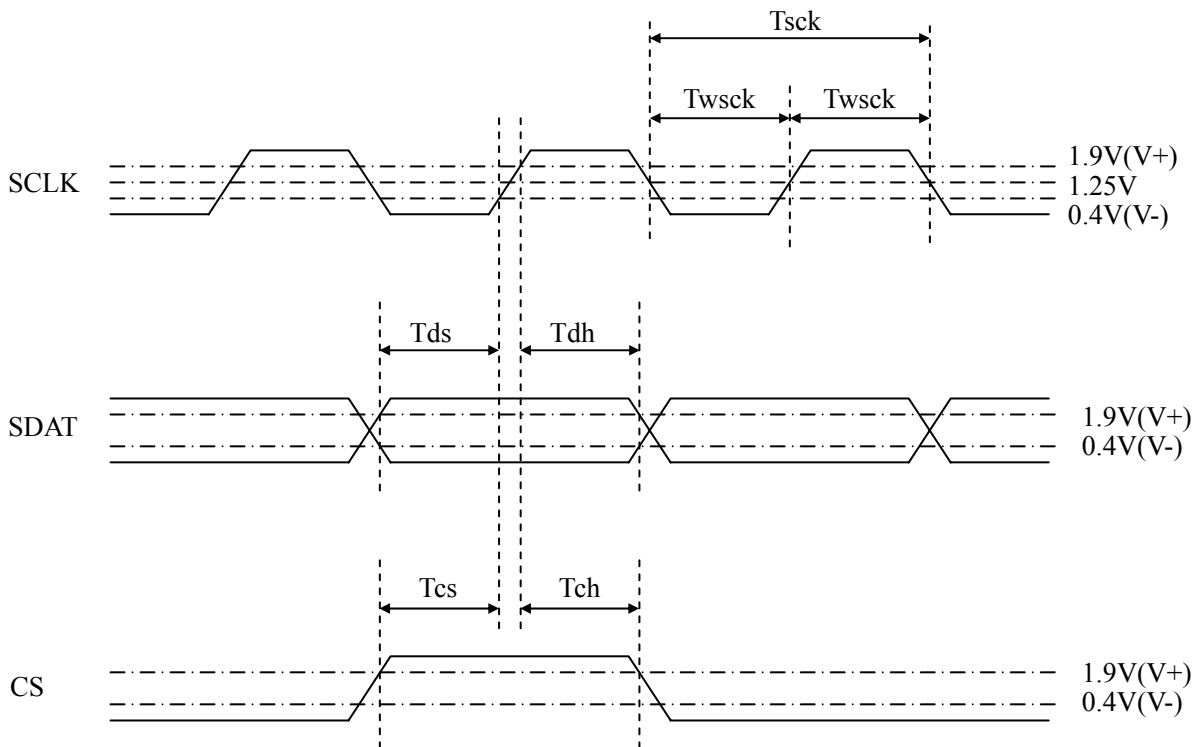 Tsck
Twsck Twsck
SCLK
1.9V(V+)
1.25V
0.4V(V-)
Tds Tdh
SDAT
1.9V(V+)
0.4V(V-)
Tcs Tch
CS
1.9V(V+)
0.4V(V-)